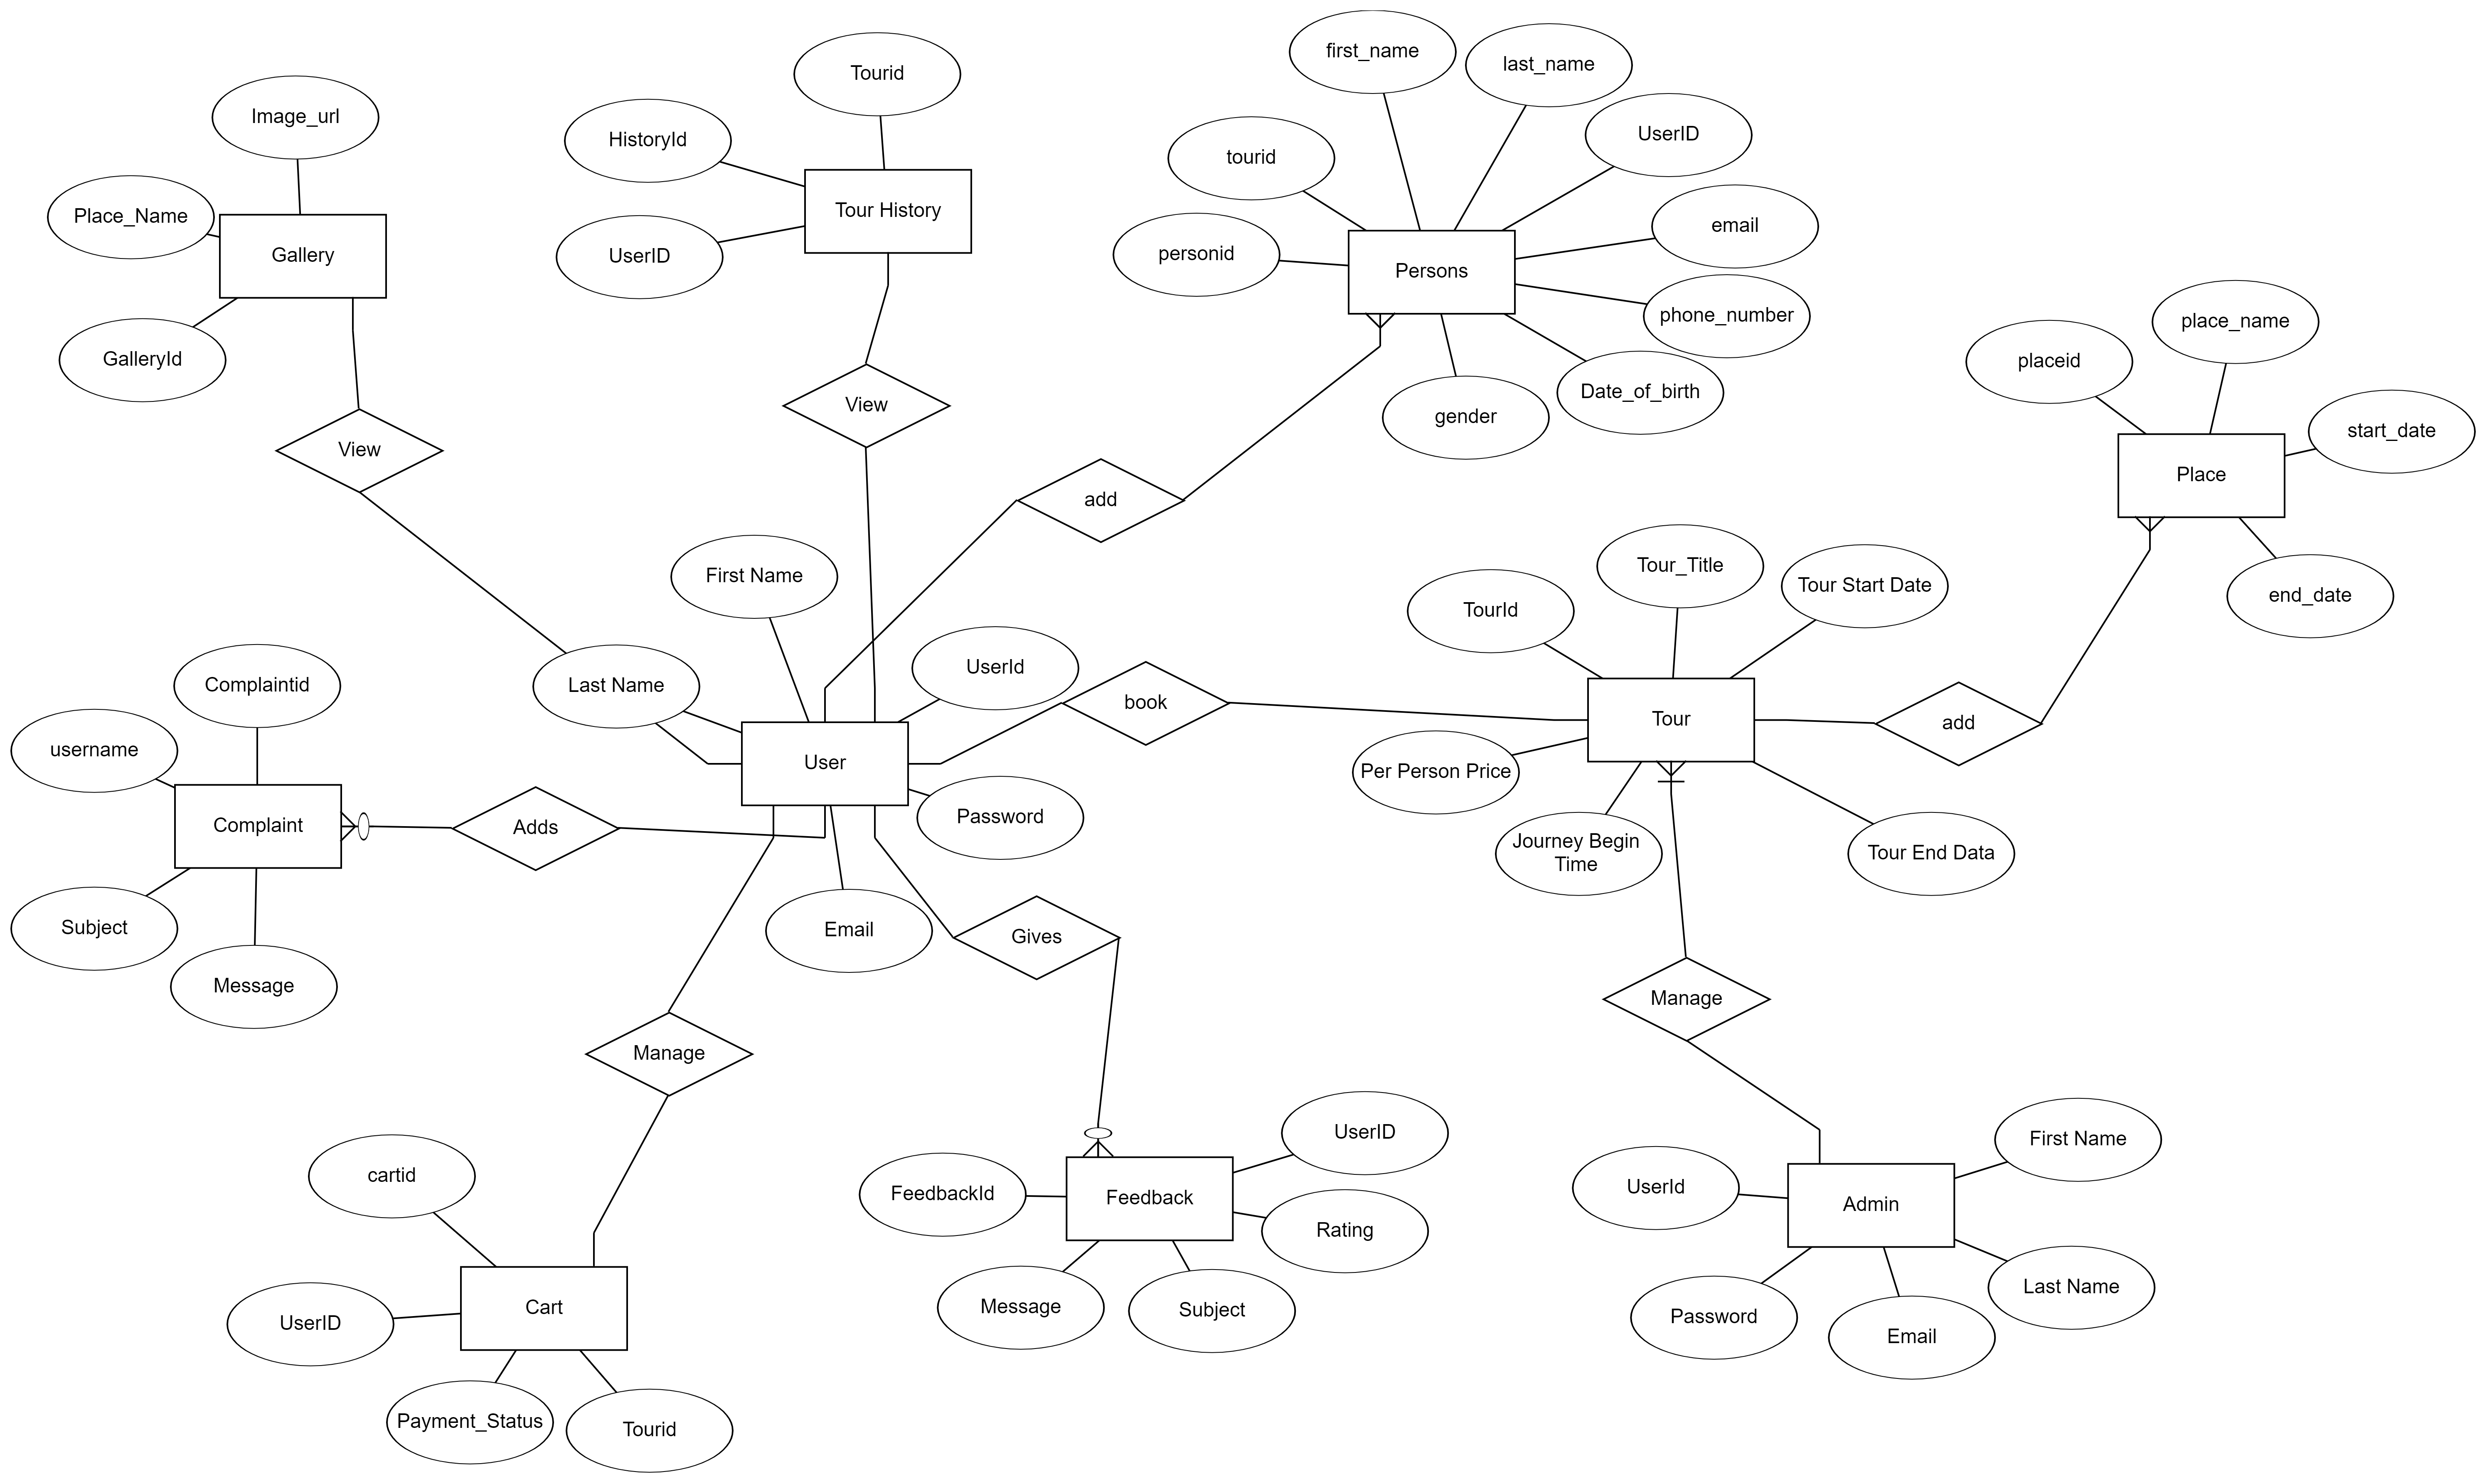 first_name
last_name
Tourid
Image_url
HistoryId
UserID
tourid
Place_Name
Tour History
email
Gallery
UserID
personid
Persons
phone_number
place_name
GalleryId
placeid
Date_of_birth
View
gender
start_date
View
Place
add
Tour_Title
First Name
Tour Start Date
end_date
TourId
UserId
Complaintid
Last Name
book
Tour
add
username
User
Per Person Price
Password
Complaint
Adds
Journey Begin
Time
Tour End Data
Subject
Email
Gives
Message
Manage
Manage
UserID
First Name
cartid
UserId
FeedbackId
Feedback
Admin
Rating
Last Name
Message
Subject
Cart
Password
UserID
Email
Payment_Status
Tourid